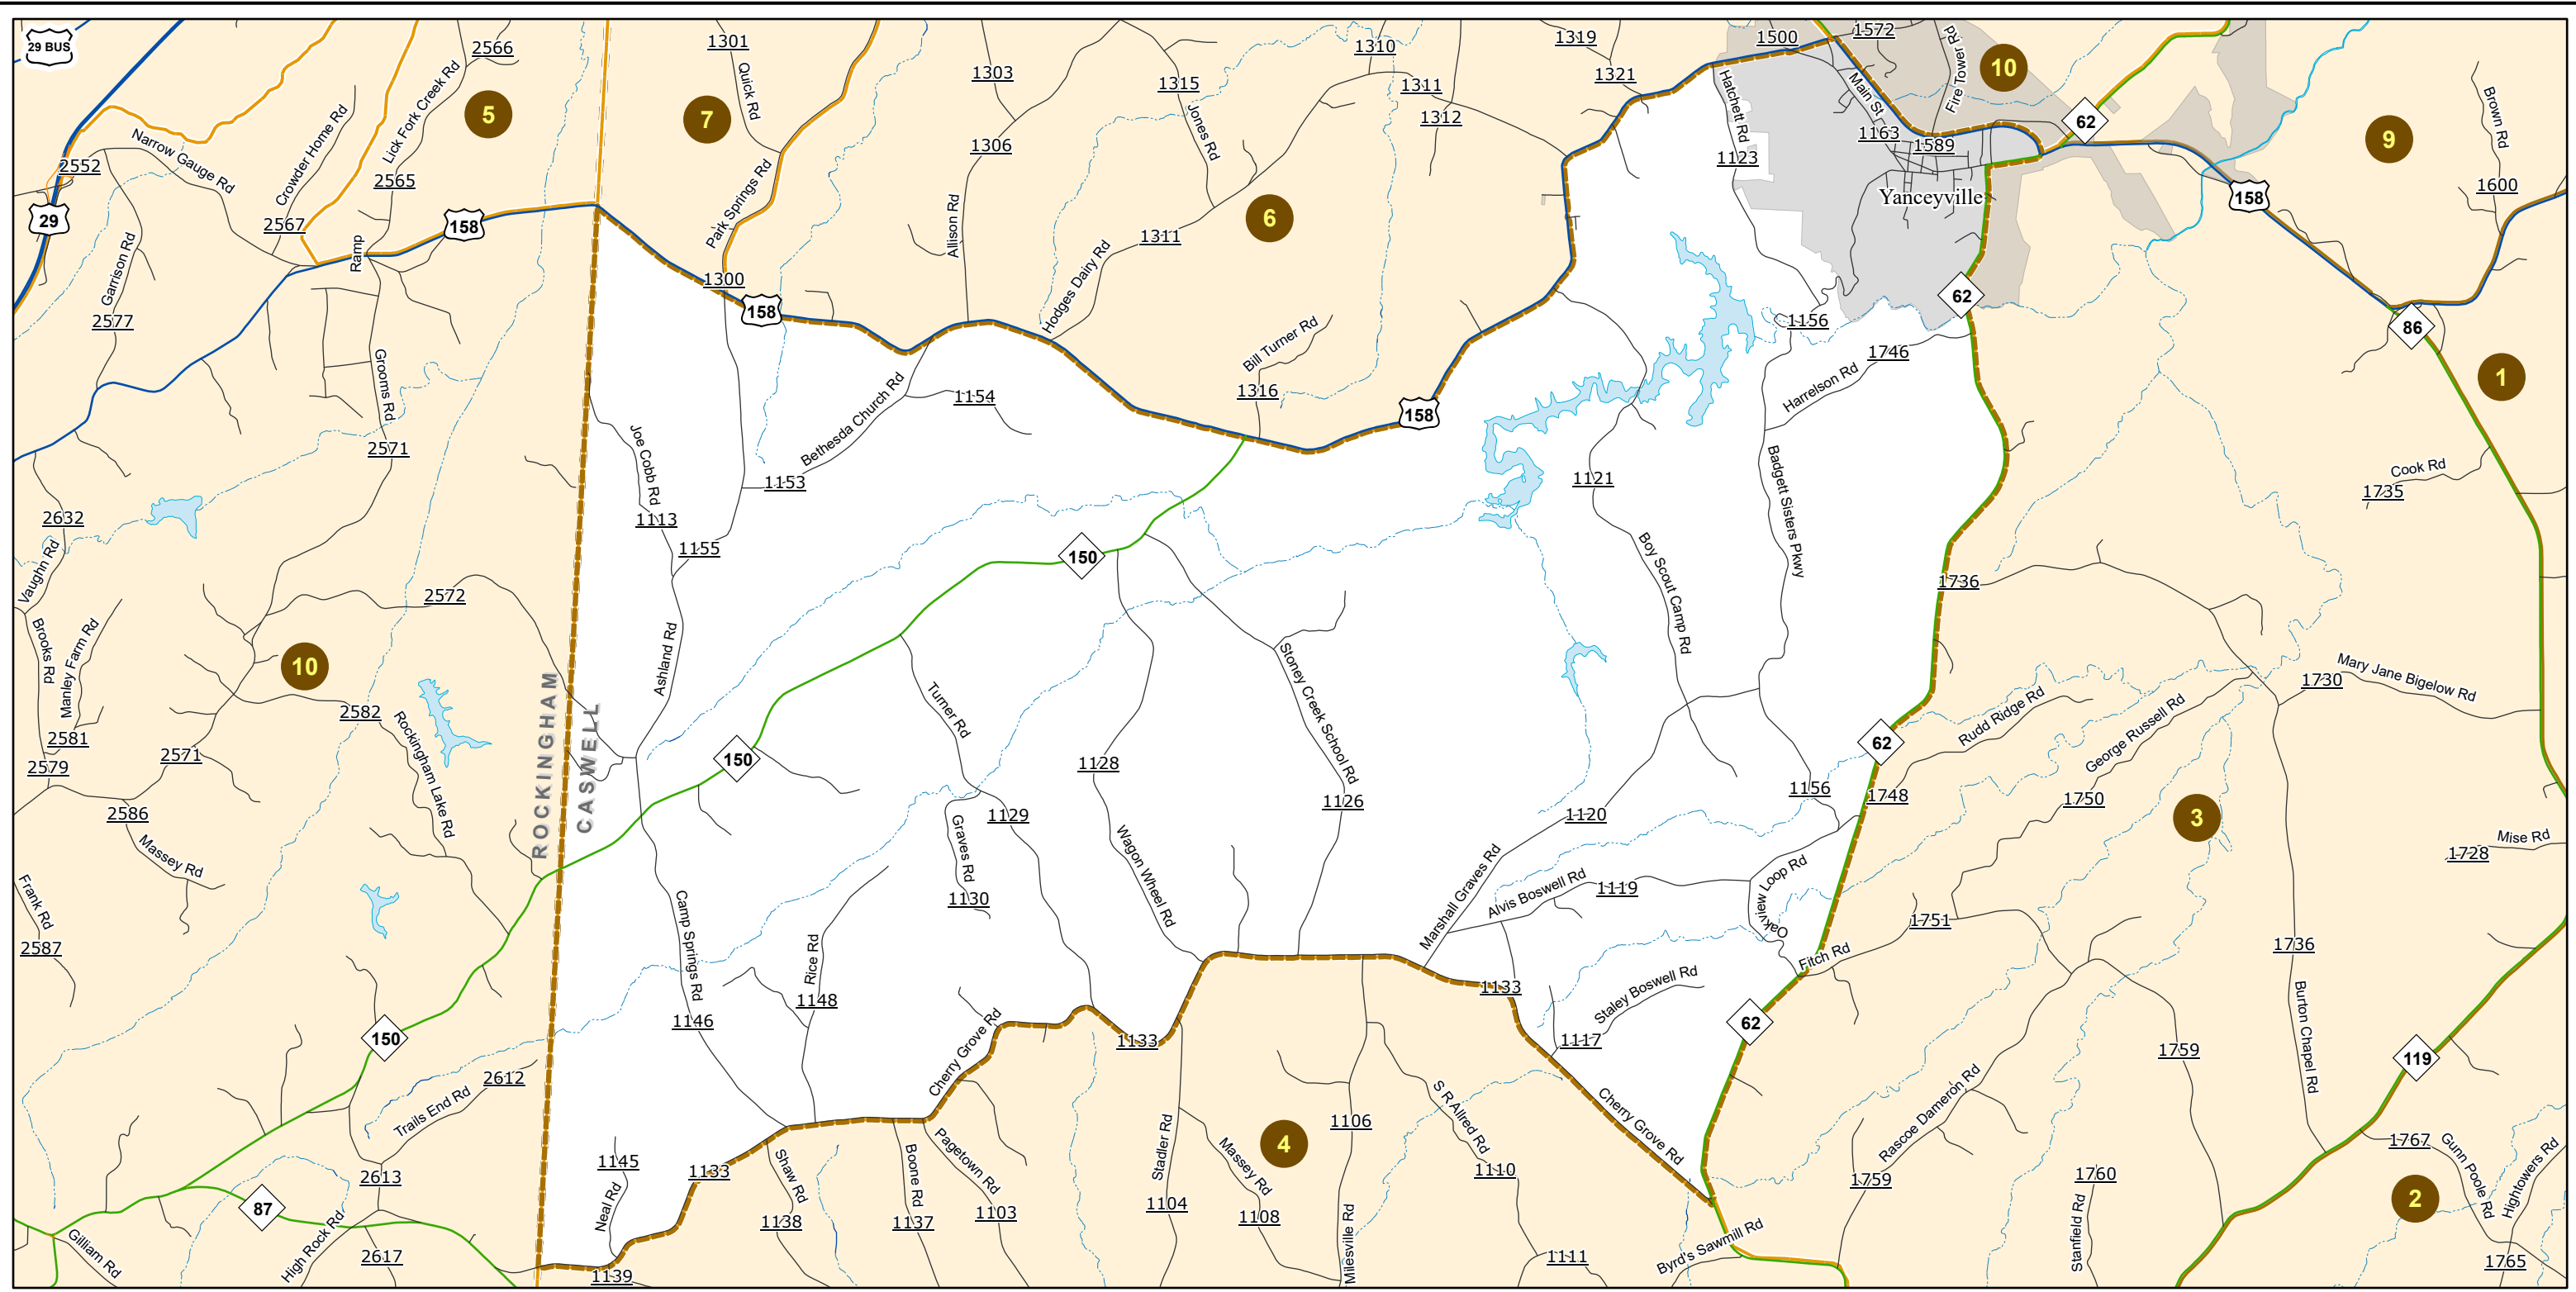 29 BUS
2566
1301
1303
1310
1319
1500
1572
Fire Tower Rd
10
Quick Rd
1315
1311
1321
Hatchett Rd
Main St
62
Brown Rd
5
7
Lick Fork Creek Rd
Crowder Home Rd
Narrow Gauge Rd
2552
1306
Jones Rd
1312
1163
1589
1123
9
2565
Park Springs Rd
1600
29
2567
158
Allison Rd
6
Yanceyville
158
Ramp
Garrison Rd
1311
1300
Hodges Dairy Rd
62
158
2577
Bill Turner Rd
1156
86
Grooms Rd
1746
1316
Harrelson Rd
1
Bethesda Church Rd
1154
158
Joe Cobb Rd
2571
1153
1121
Badgett Sisters Pkwy
Cook Rd
1735
2632
1113
1155
150
Boy Scout Camp Rd
Vaughn Rd
2572
1736
Brooks Rd
Manley Farm Rd
10
Ashland Rd
Stoney Creek School Rd
Mary Jane Bigelow Rd
1730
2582
Turner Rd
ROCKINGHAM
CASWELL
Rockingham Lake Rd
Rudd Ridge Rd
George Russell Rd
2581
62
2571
2579
150
1128
1156
1748
1750
2586
1129
1126
1120
3
Massey Rd
Graves Rd
Wagon Wheel Rd
Mise Rd
1728
Frank Rd
1130
Marshall Graves Rd
Alvis Boswell Rd
1119
Oakview Loop Rd
Camp Springs Rd
1751
2587
Rice Rd
Fitch Rd
1736
1148
1133
Staley Boswell Rd
1146
62
Burton Chapel Rd
150
Cherry Grove Rd
1133
1117
1759
119
2612
Trails End Rd
S R Allred Rd
Cherry Grove Rd
Rascoe Dameron Rd
1106
4
1767
Gunn Poole Rd
Hightowers Rd
1145
1133
Shaw Rd
Boone Rd
Pagetown Rd
Stadler Rd
Massey Rd
1110
1759
1760
2613
2
87
Neal Rd
1138
1137
1103
1104
1108
Milesville Rd
Stanfield Rd
Gilliam Rd
High Rock Rd
2617
1139
1111
Byrd's Sawmill Rd
1765